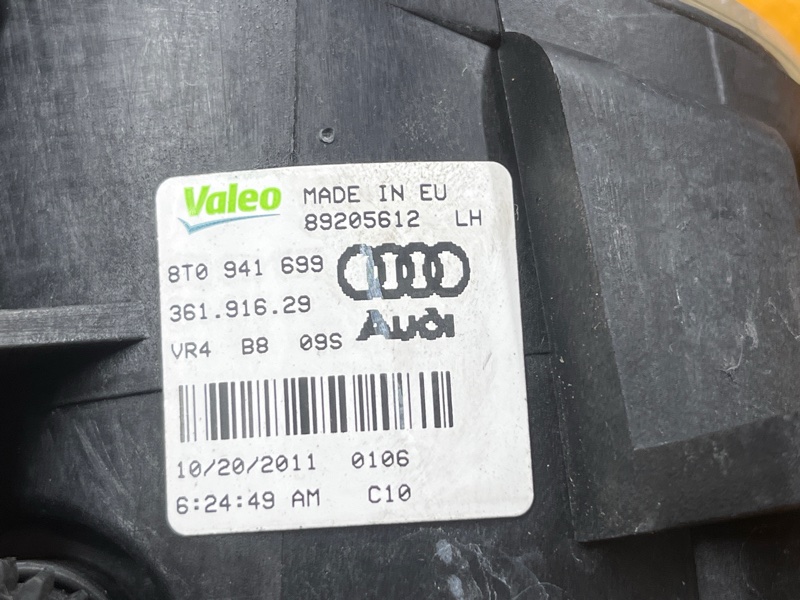 Valeo MADE IN EU
89205612 LH
8T0 941 699
361.916.29
Audi
VR4 B8 09S
10/20/2011 0106
6:24:49 AM C10